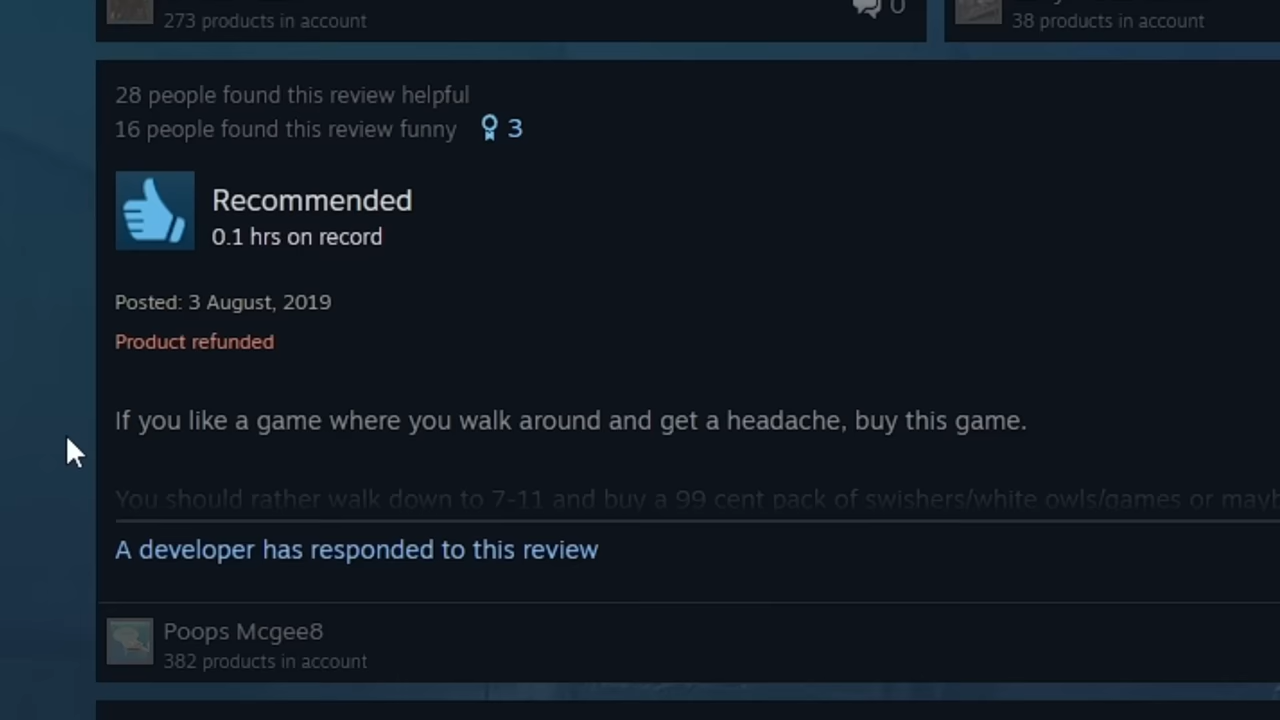 273 products in account
0
38 products in account
28 people found this review helpful
16 people found this review funny 3
Recommended
0.1 hrs on record
Posted: 3 August, 2019
Product refunded
If you like a game where you walk around and get a headache, buy this game.
You should rather walk down to 7-11 and buy a 99 cent pack of swishers/white owls/games or
A developer has responded to this review
Poops Mcgee8
382 products in account